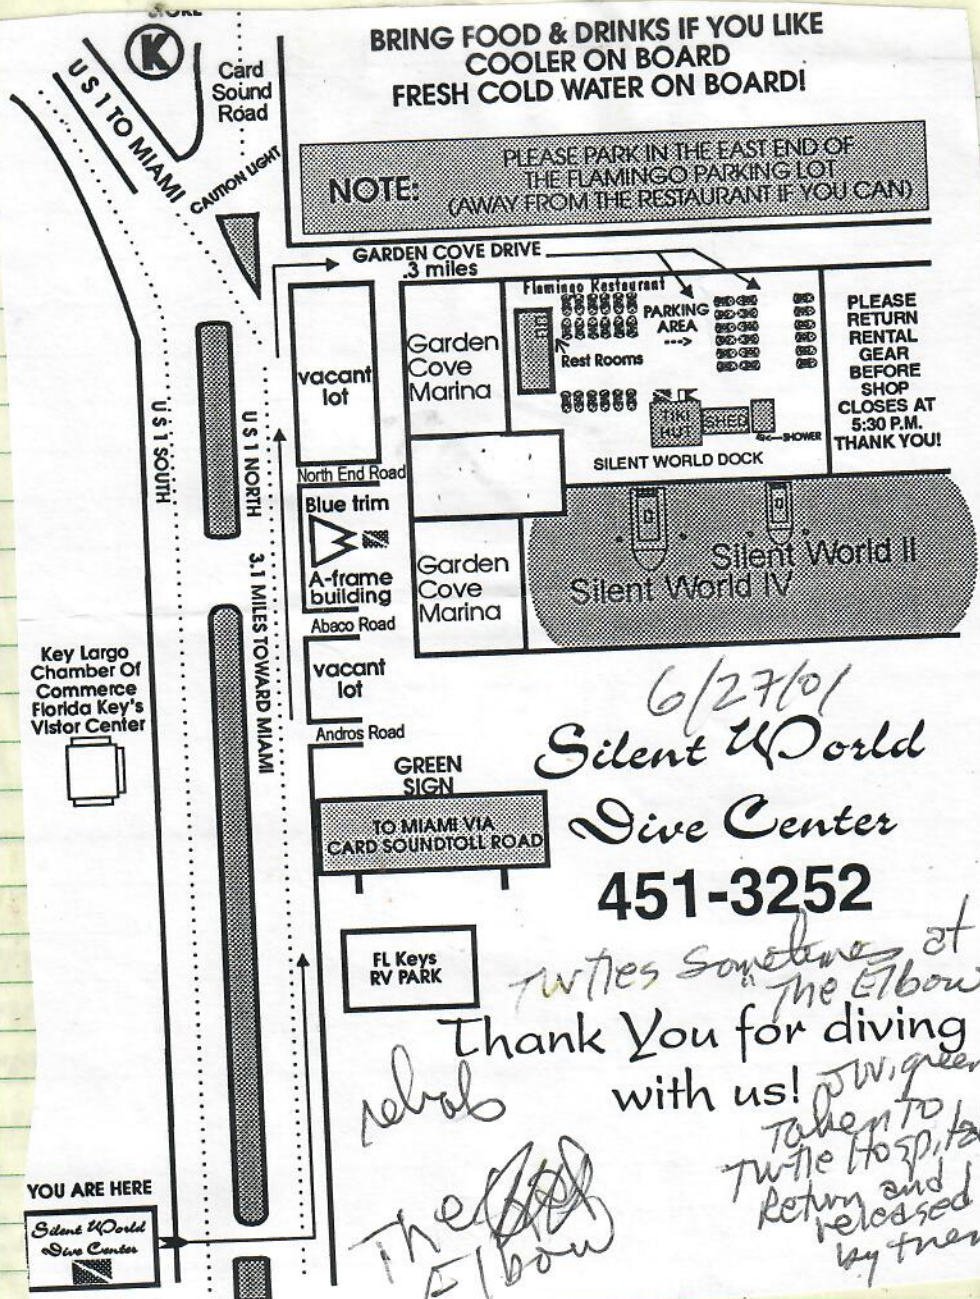 STORE
K
BRING FOOD & DRINKS IF YOU LIKE
COOLER ON BOARD
FRESH COLD WATER ON BOARD!
Card
Sound
Road
U S 1 TO MIAMI
CAUTION LIGHT
NOTE:
PLEASE PARK IN THE EAST END OF
THE FLAMINGO PARKING LOT
(AWAY FROM THE RESTAURANT IF YOU CAN)
GARDEN COVE DRIVE
.3 miles
Flamingo Restaurant
PARKING
AREA
--->
Rest Rooms
Garden
Cove
Marina
vacant
lot
TIKI
HUT
SHED
<---SHOWER
SILENT WORLD DOCK
PLEASE
RETURN
RENTAL
GEAR
BEFORE
SHOP
CLOSES AT
5:30 P.M.
THANK YOU!
U S 1 SOUTH
U S 1 NORTH
3.1 MILES TOWARD MIAMI
North End Road
Blue trim
A-frame
building
Abaco Road
Garden
Cove
Marina
Silent World II
Silent World IV
vacant
lot
Andros Road
Key Largo
Chamber Of
Commerce
Florida Key's
Vistor Center
GREEN
SIGN
TO MIAMI VIA
CARD SOUNDTOLL ROAD
6/27/01
Silent World
Dive Center
451-3252
FL Keys
RV PARK
Turtles Sometimes at
"The Elbow
Thank You for diving
with us!
rehab
Juv. green
Taken To
Turtle Hospital
Return and
released
by them
The
Elbow
YOU ARE HERE
Silent World
Dive Center